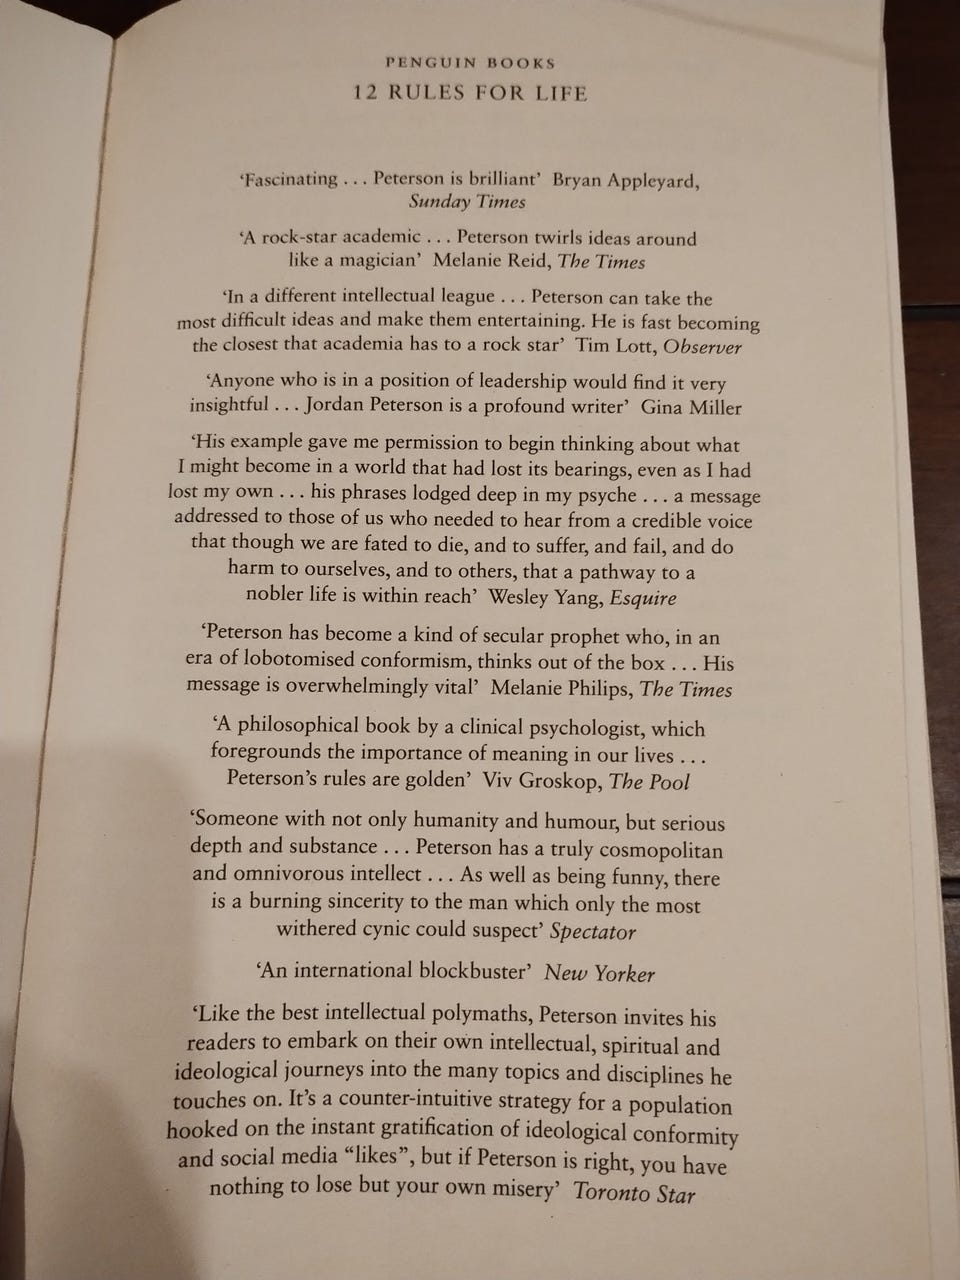 PENGUIN BOOKS
12 RULES FOR LIFE
‘Fascinating . . . Peterson is brilliant’ Bryan Appleyard,
Sunday Times
‘A rock-star academic . . . Peterson twirls ideas around
like a magician’ Melanie Reid, The Times
‘In a different intellectual league . . . Peterson can take the
most difficult ideas and make them entertaining. He is fast becoming
the closest that academia has to a rock star’ Tim Lott, Observer
‘Anyone who is in a position of leadership would find it very
insightful . . . Jordan Peterson is a profound writer’ Gina Miller
‘His example gave me permission to begin thinking about what
I might become in a world that had lost its bearings, even as I had
lost my own . . . his phrases lodged deep in my psyche . . . a message
addressed to those of us who needed to hear from a credible voice
that though we are fated to die, and to suffer, and fail, and do
harm to ourselves, and to others, that a pathway to a
nobler life is within reach’ Wesley Yang, Esquire
‘Peterson has become a kind of secular prophet who, in an
era of lobotomised conformism, thinks out of the box . . . His
message is overwhelmingly vital’ Melanie Philips, The Times
‘A philosophical book by a clinical psychologist, which
foregrounds the importance of meaning in our lives . . .
Peterson’s rules are golden’ Viv Groskop, The Pool
‘Someone with not only humanity and humour, but serious
depth and substance . . . Peterson has a truly cosmopolitan
and omnivorous intellect . . . As well as being funny, there
is a burning sincerity to the man which only the most
withered cynic could suspect’ Spectator
‘An international blockbuster’ New Yorker
‘Like the best intellectual polymaths, Peterson invites his
readers to embark on their own intellectual, spiritual and
ideological journeys into the many topics and disciplines he
touches on. It’s a counter-intuitive strategy for a population
hooked on the instant gratification of ideological conformity
and social media “likes”, but if Peterson is right, you have
nothing to lose but your own misery’ Toronto Star